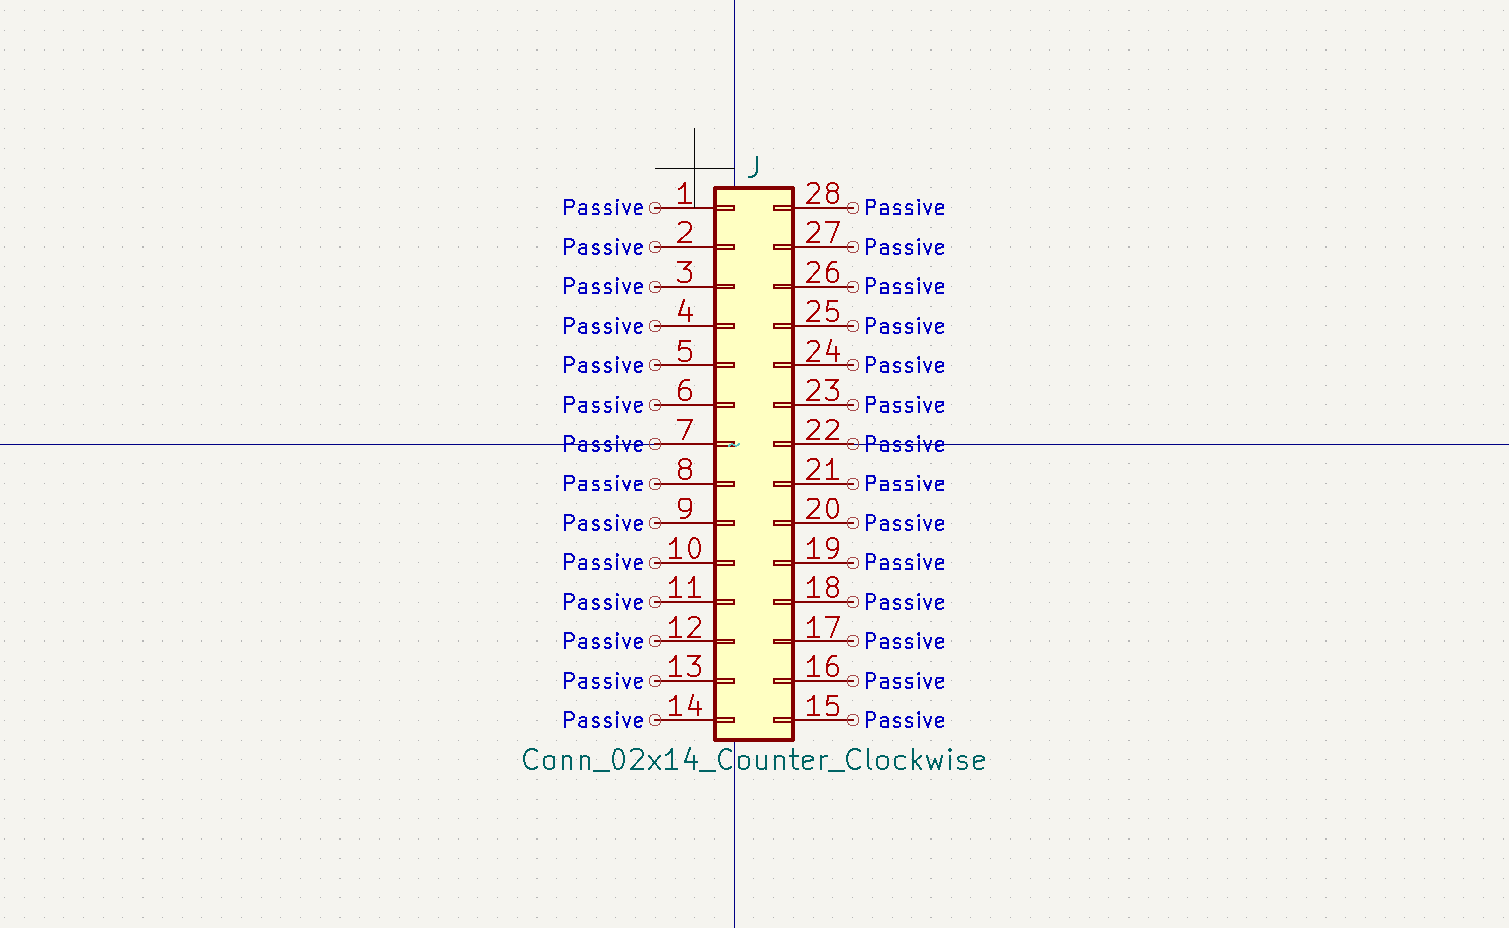 J
Passive 1 28 Passive
Passive 2 27 Passive
Passive 3 26 Passive
Passive 4 25 Passive
Passive 5 24 Passive
Passive 6 23 Passive
Passive 7 22 Passive
Passive 8 21 Passive
Passive 9 20 Passive
Passive 10 19 Passive
Passive 11 18 Passive
Passive 12 17 Passive
Passive 13 16 Passive
Passive 14 15 Passive
Conn_02x14_Counter_Clockwise